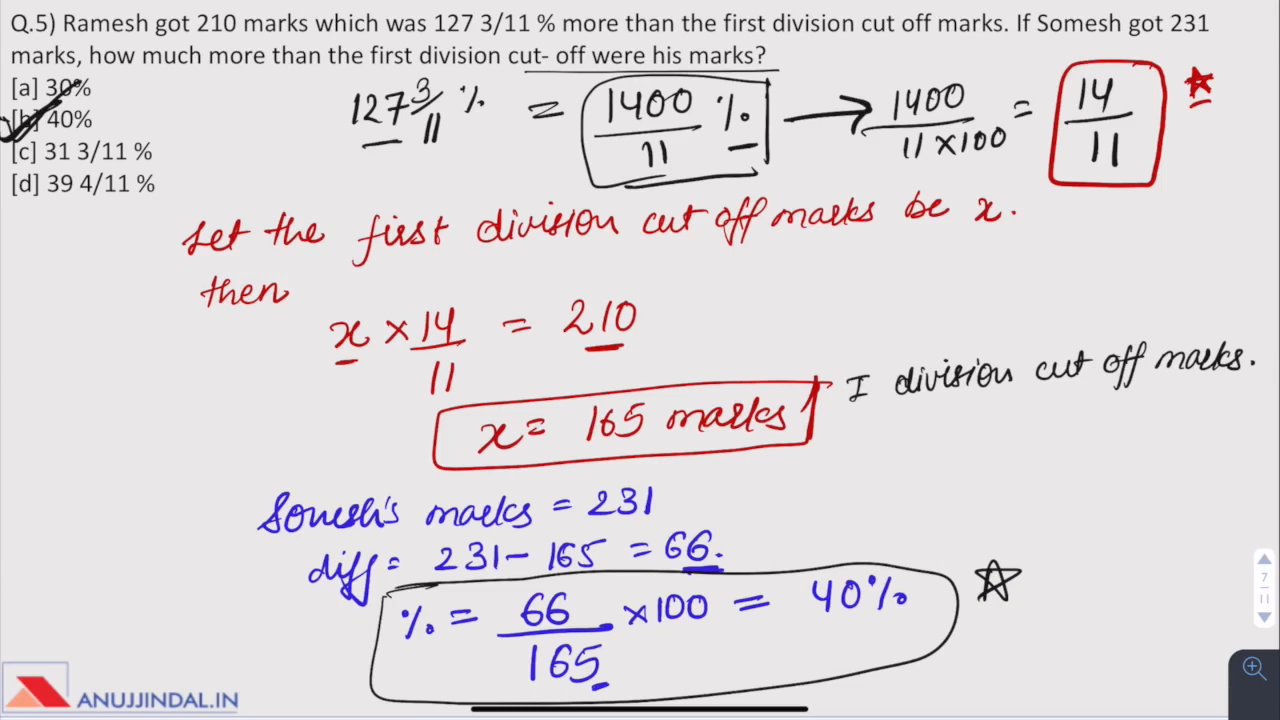 Q.5) Ramesh got 210 marks which was 127 3/11 % more than the first division cut off marks. If Somesh got 231
marks, how much more than the first division cut- off were his marks?
[a] 30%
[b] 40%
[c] 31 3/11 %
[d] 39 4/11 %
127 3/11 % = 1400/11 % → 1400/11×100 = 14/11
Let the first division cut off marks be x.
then
x × 14/11 = 210
x = 165 marks
I division cut off marks.
Somesh's marks = 231
diff = 231 - 165 = 66.
% = 66/165 ×100 = 40%
7
11
ANUJJINDAL.IN